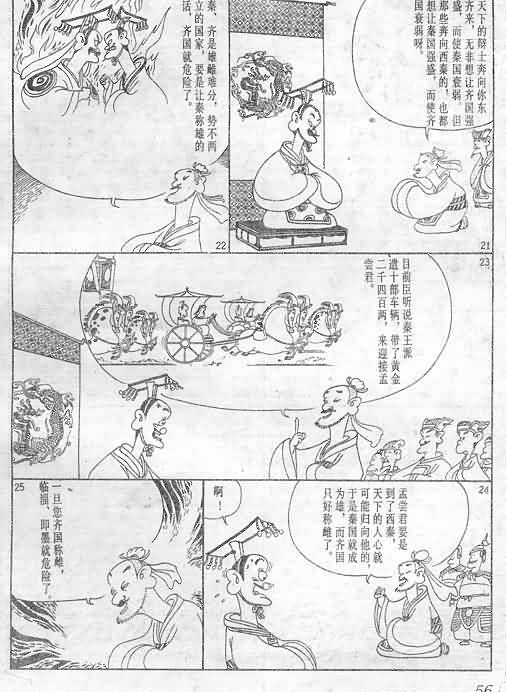 天下的辩士奔向你东
齐来，无非想让齐国强
盛，而使秦国衰弱。但
那些奔向西秦的，也都
想让秦国强盛，而使齐
国衰弱呀。
21
秦、齐是雄雌难分，势不两
立的国家，要是让秦称雄的
话，齐国就危险了。
22
23
目前臣听说秦王派
遣十部车辆，带了黄金
二千四百两，来迎接孟
尝君。
24
孟尝君要是
到了西秦，
天下的人心就
可能归向他的，
于是秦国就成
为雄，而齐国
只好称雌了。
啊！
25
一旦您齐国称雌，
临淄、即墨就危险了。
56